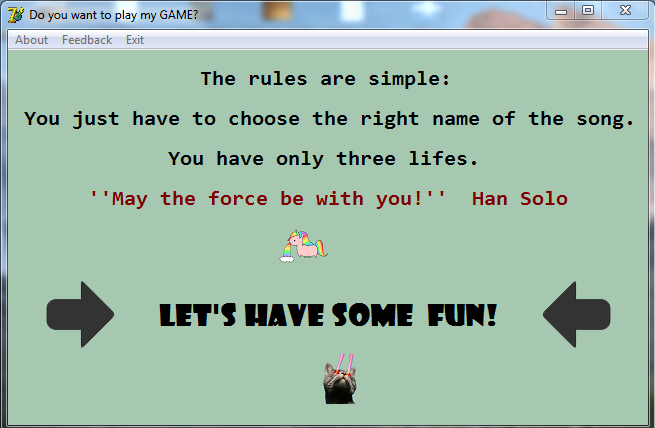 Do you want to play my GAME?
About Feedback Exit
The rules are simple:
You just have to choose the right name of the song.
You have only three lifes.
''May the force be with you!'' Han Solo
LET'S HAVE SOME FUN!